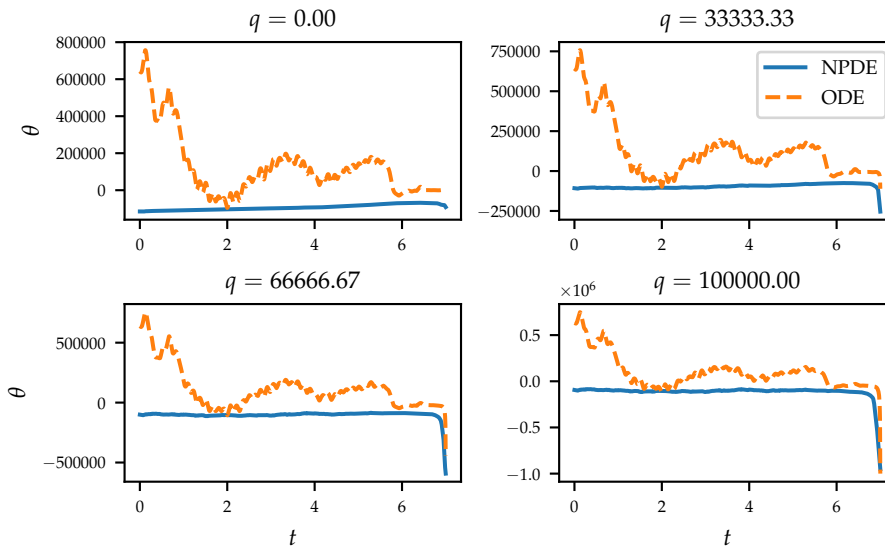 q = 0.00
800000
600000
400000
200000
0
θ
0 2 4 6
q = 33333.33
750000
500000
250000
0
−250000
NPDE
ODE
0 2 4 6
q = 66666.67
500000
0
−500000
θ
0 2 4 6
t
q = 100000.00
×10⁶
0.5
0.0
−0.5
−1.0
0 2 4 6
t